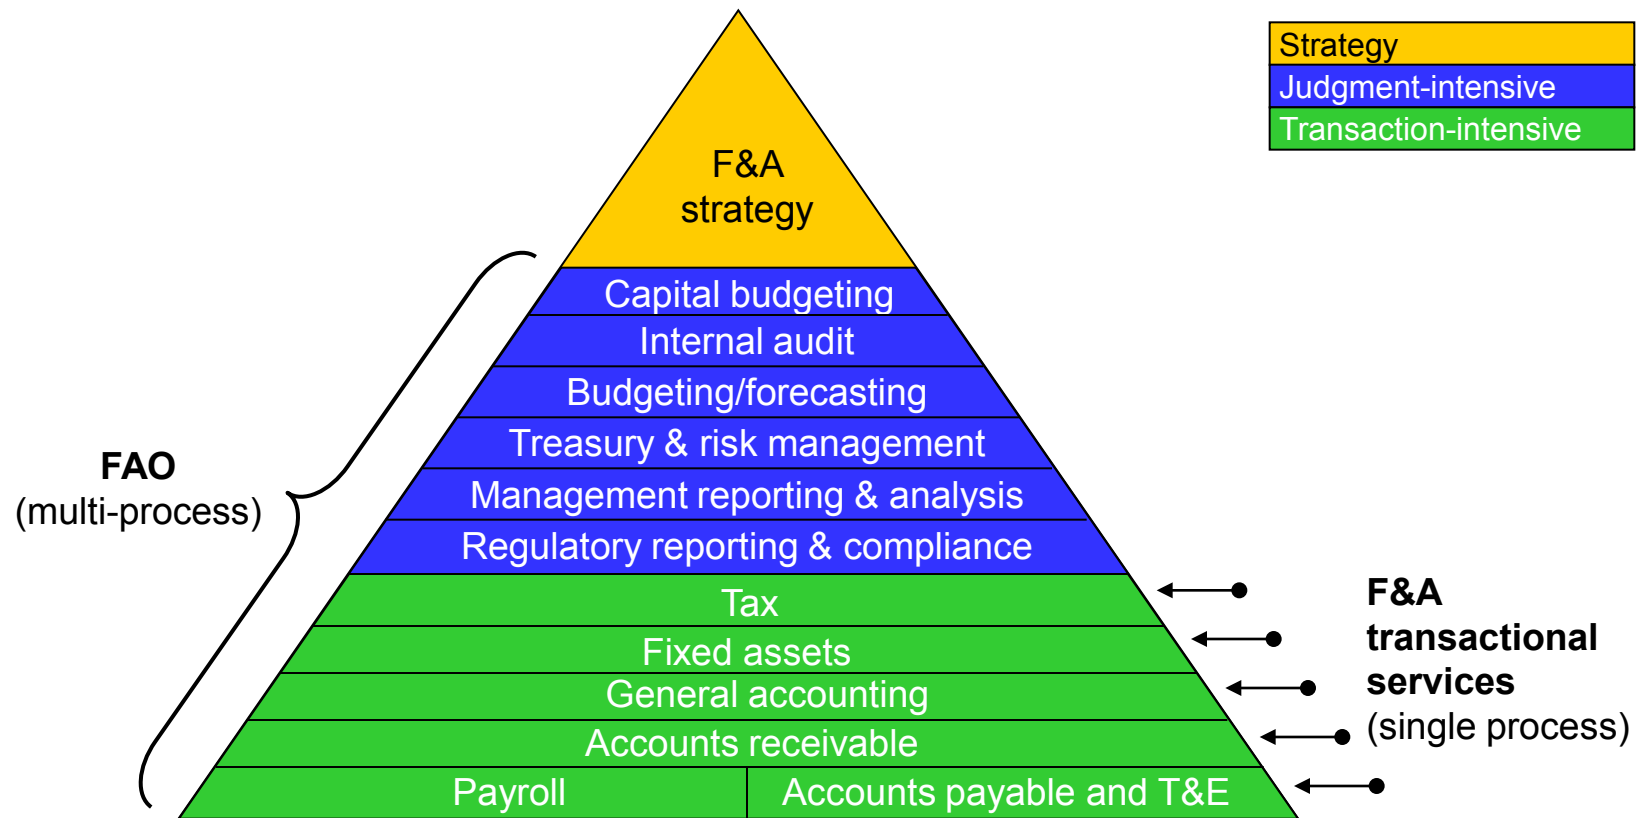 Strategy
Judgment-intensive
Transaction-intensive
F&A
strategy
Capital budgeting
Internal audit
Budgeting/forecasting
Treasury & risk management
Management reporting & analysis
Regulatory reporting & compliance
Tax
Fixed assets
General accounting
Accounts receivable
Payroll
Accounts payable and T&E
FAO
(multi-process)
F&A
transactional
services
(single process)